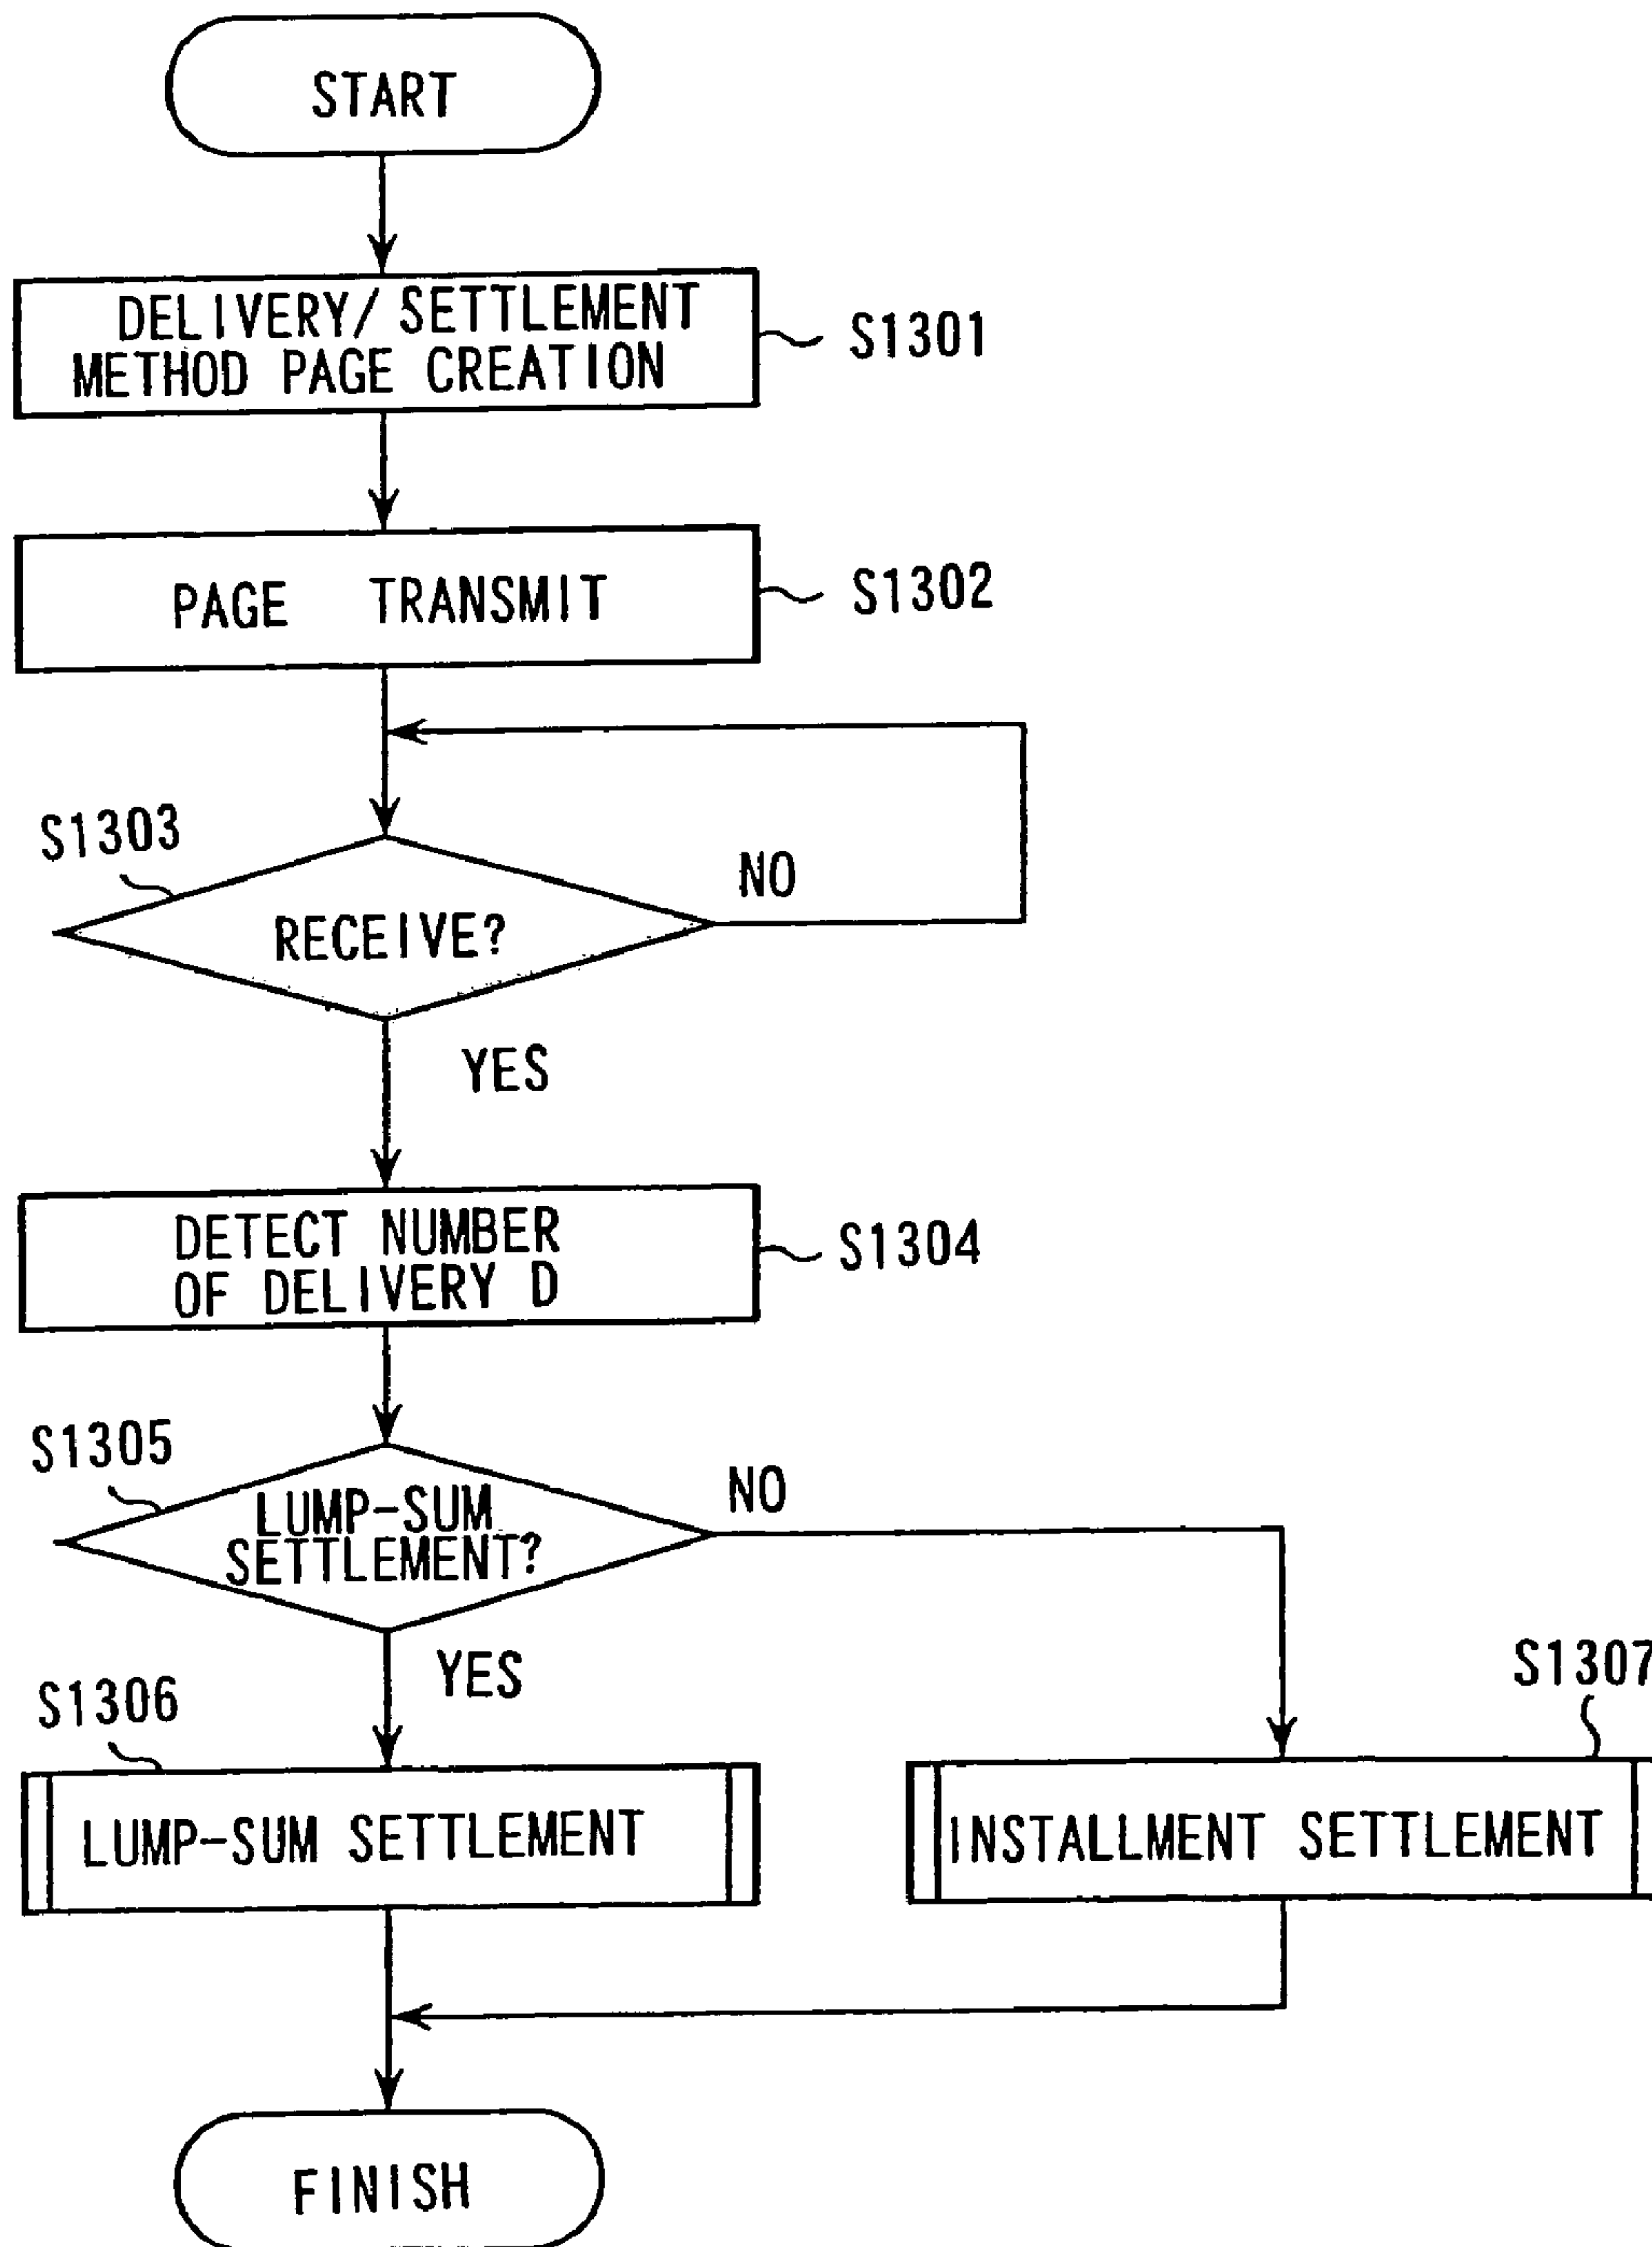 START
DELIVERY/ SETTLEMENT
METHOD PAGE CREATION
S1301
PAGE TRANSMIT
S1302
S1303
RECEIVE?
NO
YES
DETECT NUMBER
OF DELIVERY D
S1304
S1305
LUMP-SUM
SETTLEMENT?
NO
YES
S1306
S1307
LUMP-SUM SETTLEMENT
INSTALLMENT SETTLEMENT
FINISH